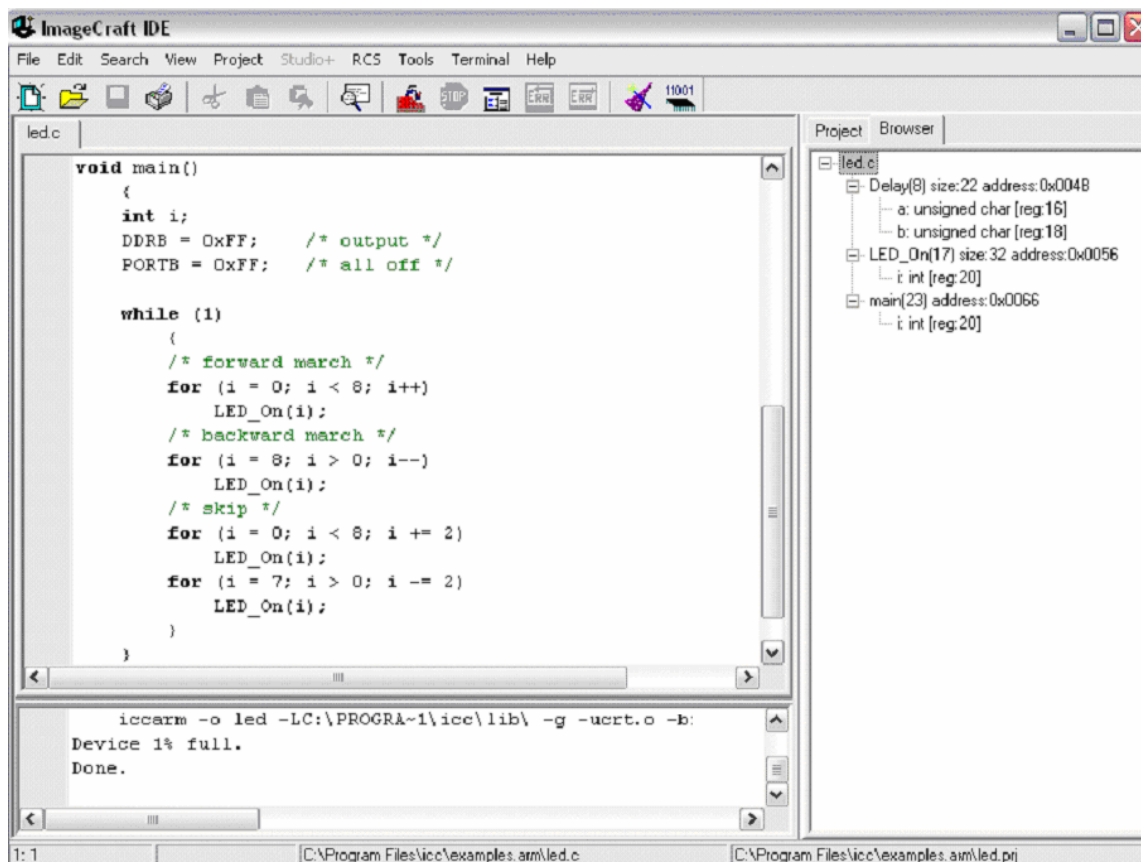 ImageCraft IDE
File Edit Search View Project Studio+ RCS Tools Terminal Help
STOP ERR ERR 11001
led.c
void main()
{
int i;
DDRB = 0xFF; /* output */
PORTB = 0xFF; /* all off */
while (1)
{
/* forward march */
for (i = 0; i < 8; i++)
LED_On(i);
/* backward march */
for (i = 8; i > 0; i--)
LED_On(i);
/* skip */
for (i = 0; i < 8; i += 2)
LED_On(i);
for (i = 7; i > 0; i -= 2)
LED_On(i);
}
}
Project Browser
led.c
Delay(8) size:22 address:0x004B
a: unsigned char [reg:16]
b: unsigned char [reg:18]
LED_On(17) size:32 address:0x0056
i: int [reg:20]
main(23) address:0x0066
i: int [reg:20]
iccarm -o led -LC:\PROGRA~1\icc\lib\ -g -ucrt.o -b:
Device 1% full.
Done.
1: 1 C:\Program Files\icc\examples.arm\led.c C:\Program Files\icc\examples.arm\led.prj